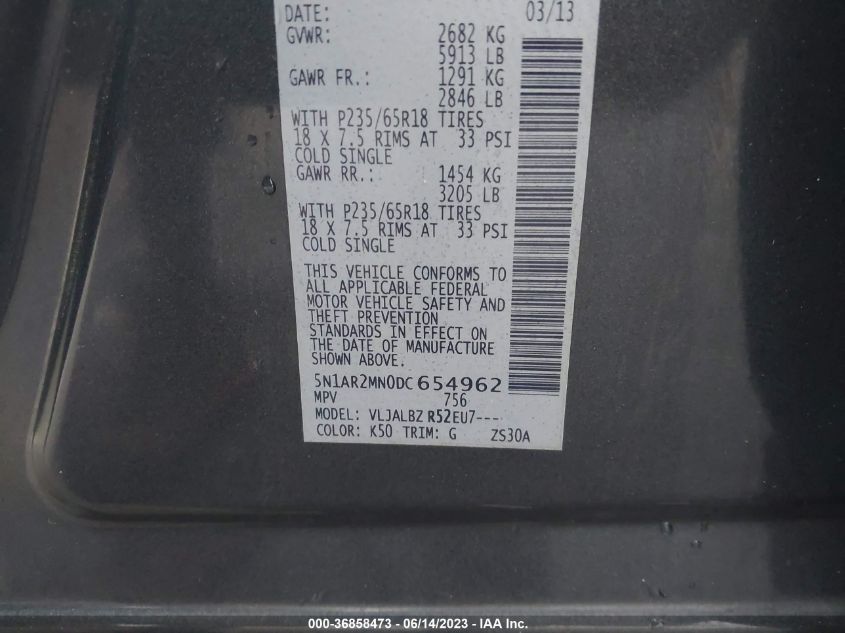 DATE: 03/13
GVWR: 2682 KG
5913 LB
GAWR FR.: 1291 KG
2846 LB
WITH P235/65R18 TIRES
18 X 7.5 RIMS AT 33 PSI
COLD SINGLE
GAWR RR.: 1454 KG
3205 LB
WITH P235/65R18 TIRES
18 X 7.5 RIMS AT 33 PSI
COLD SINGLE
THIS VEHICLE CONFORMS TO
ALL APPLICABLE FEDERAL
MOTOR VEHICLE SAFETY AND
THEFT PREVENTION
STANDARDS IN EFFECT ON
THE DATE OF MANUFACTURE
SHOWN ABOVE.
5N1AR2MN0DC654962
MPV 756
MODEL: VLJALBZ R52EU7---
COLOR: K50 TRIM: G ZS30A
000-36858473 - 06/14/2023 - IAA Inc.